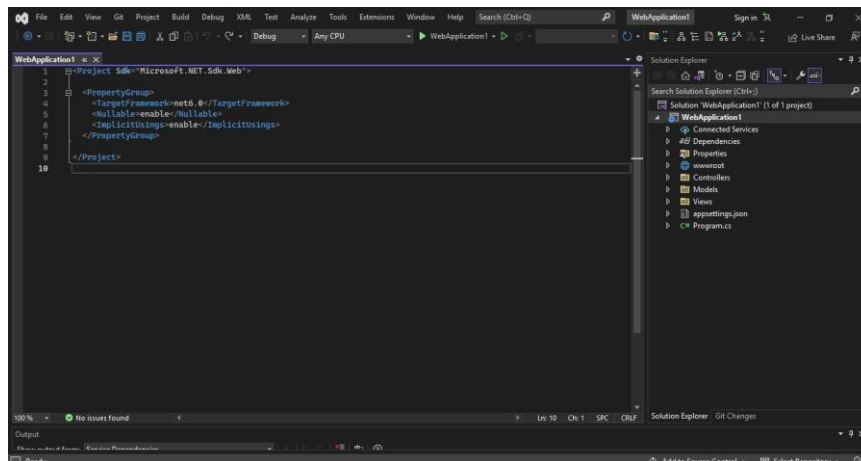 File Edit View Git Project Build Debug XML Test Analyze Tools Extensions Window Help Search (Ctrl+Q) WebApplication1 Sign in
Debug Any CPU WebApplication1 Live Share
WebApplication1
1 <Project Sdk="Microsoft.NET.Sdk.Web">
2
3 <PropertyGroup>
4 <TargetFramework>net6.0</TargetFramework>
5 <Nullable>enable</Nullable>
6 <ImplicitUsings>enable</ImplicitUsings>
7 </PropertyGroup>
8
9 </Project>
10
100 % No issues found Ln: 10 Ch: 1 SPC CRLF
Output
Show output from: Service Dependencies
Solution Explorer
Search Solution Explorer (Ctrl+;)
Solution 'WebApplication1' (1 of 1 project)
WebApplication1
Connected Services
Dependencies
Properties
wwwroot
Controllers
Models
Views
appsettings.json
C# Program.cs
Solution Explorer Git Changes
Ready Add to Source Control Select Repository